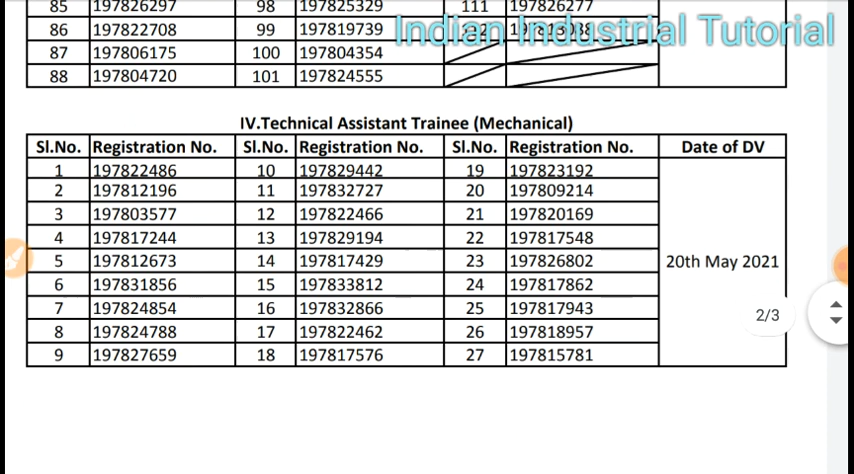 85 197826297 98 197825329 111 197826277
86 197822708 99 197819739
Indian Industrial Tutorial
87 197806175 100 197804354
88 197804720 101 197824555
IV.Technical Assistant Trainee (Mechanical)
Sl.No. Registration No. Sl.No. Registration No. Sl.No. Registration No. Date of DV
1 197822486 10 197829442 19 197823192
2 197812196 11 197832727 20 197809214
3 197803577 12 197822466 21 197820169
4 197817244 13 197829194 22 197817548
5 197812673 14 197817429 23 197826802 20th May 2021
6 197831856 15 197833812 24 197817862
7 197824854 16 197832866 25 197817943
2/3
8 197824788 17 197822462 26 197818957
9 197827659 18 197817576 27 197815781